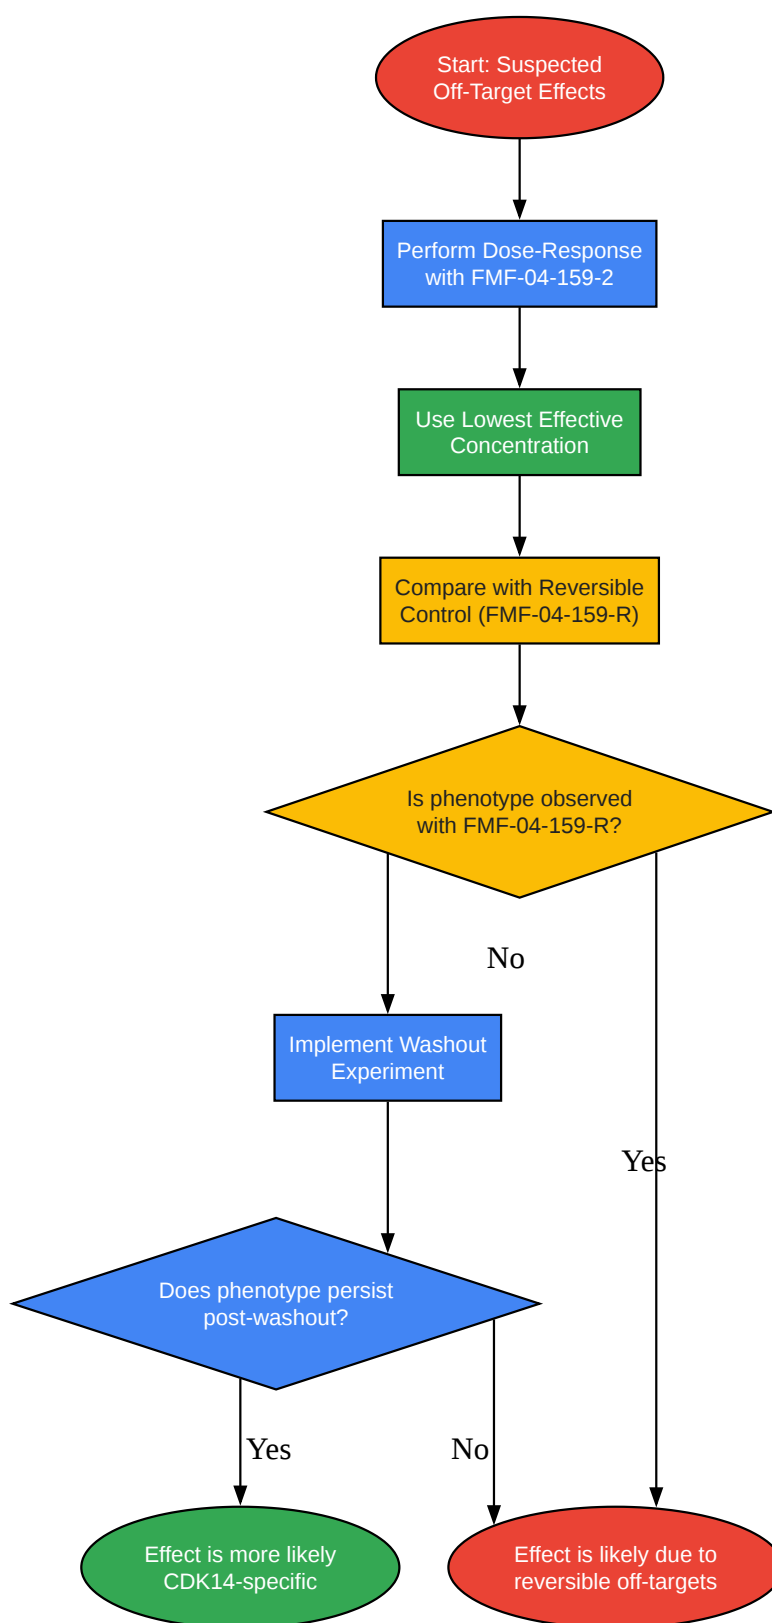 Start: Suspected
Off-Target Effects
Perform Dose-Response
with FMF-04-159-2
Use Lowest Effective
Concentration
Compare with Reversible
Control (FMF-04-159-R)
Is phenotype observed
with FMF-04-159-R?
No
Implement Washout
Experiment
Yes
Does phenotype persist
post-washout?
Yes
No
Effect is more likely
CDK14-specific
Effect is likely due to
reversible off-targets